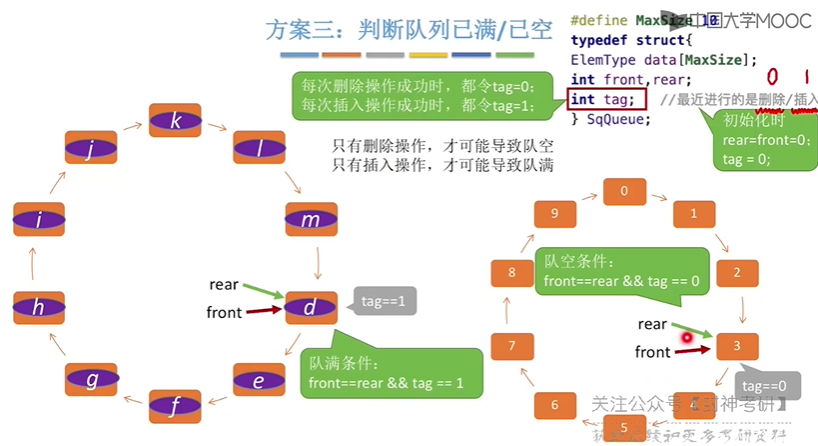 方案三：判断队列已满/已空
#define MaxSize 10
中国大学MOOC
typedef struct{
ElemType data[MaxSize];
int front,rear;
0 1
int tag; //最近进行的是删除/插入
} SqQueue;
每次删除操作成功时，都令tag=0；
每次插入操作成功时，都令tag=1；
初始化时
rear=front=0；
tag = 0;
只有删除操作，才可能导致队空
只有插入操作，才可能导致队满
k
l
m
d
e
f
g
h
i
j
rear
front
tag==1
队满条件：
front==rear && tag == 1
0
1
2
3
4
5
6
7
8
9
队空条件：
front==rear && tag == 0
rear
front
tag==0
关注公众号【封神考研】